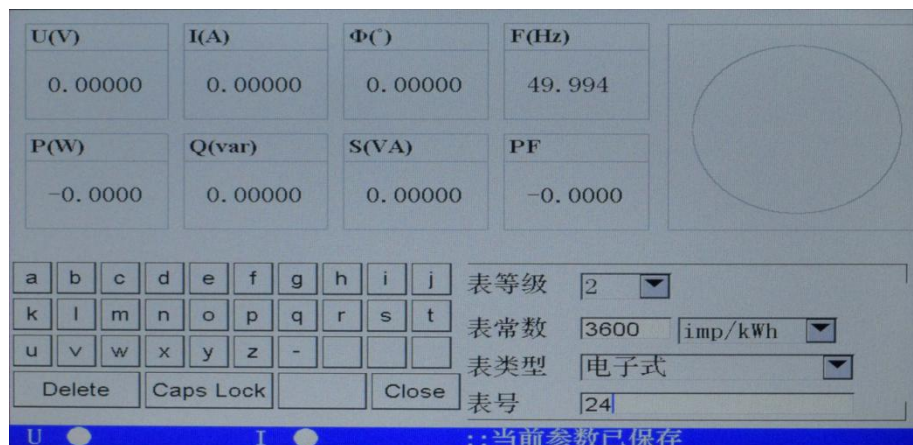 U(V) I(A) Φ(°) F(Hz)
0.00000 0.00000 0.00000 49.994
P(W) Q(var) S(VA) PF
-0.0000 0.00000 0.00000 -0.0000
a b c d e f g h i j
k l m n o p q r s t
u v w x y z -
Delete Caps Lock Close
表等级 2
表常数 3600 imp/kWh
表类型 电子式
表号 24
U I ::当前参数已保存